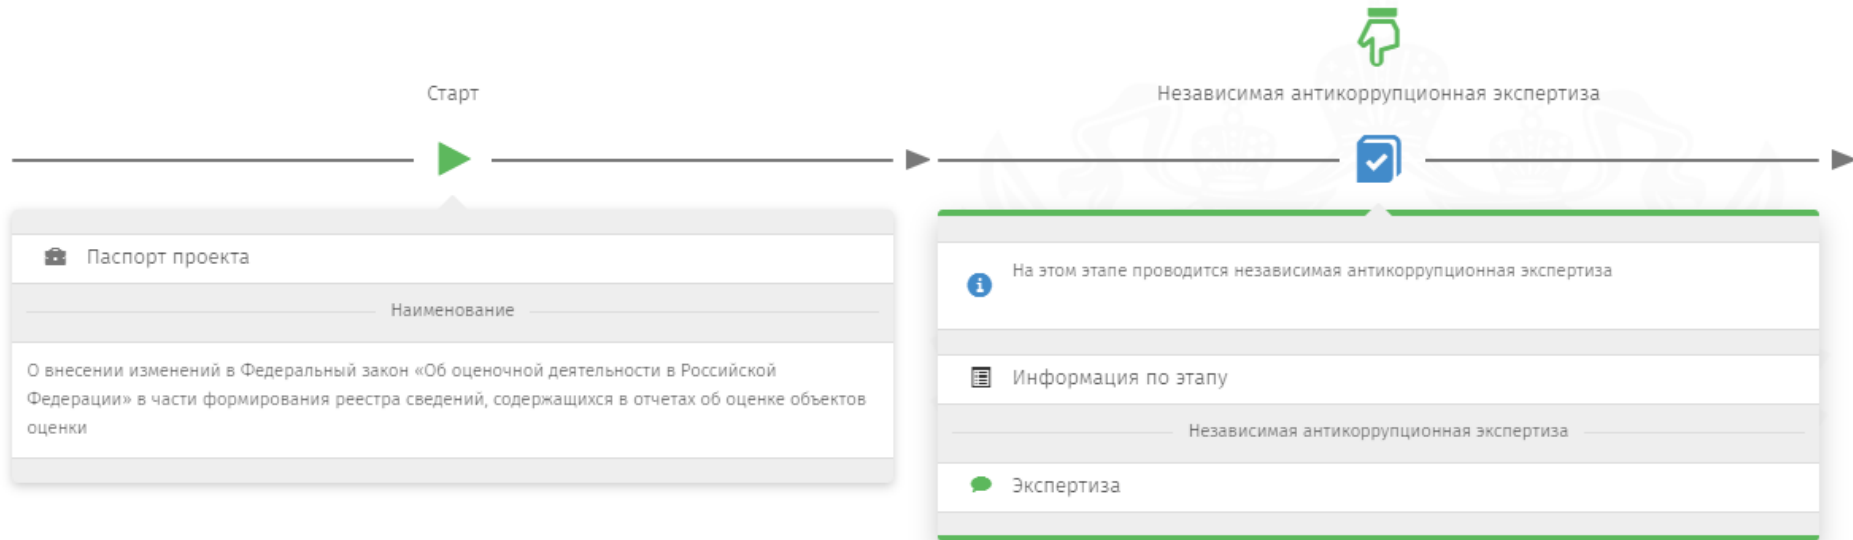 Старт
Паспорт проекта
Наименование
О внесении изменений в Федеральный закон «Об оценочной деятельности в Российской
Федерации» в части формирования реестра сведений, содержащихся в отчетах об оценке объектов
оценки
Независимая антикоррупционная экспертиза
На этом этапе проводится независимая антикоррупционная экспертиза
Информация по этапу
Независимая антикоррупционная экспертиза
Экспертиза